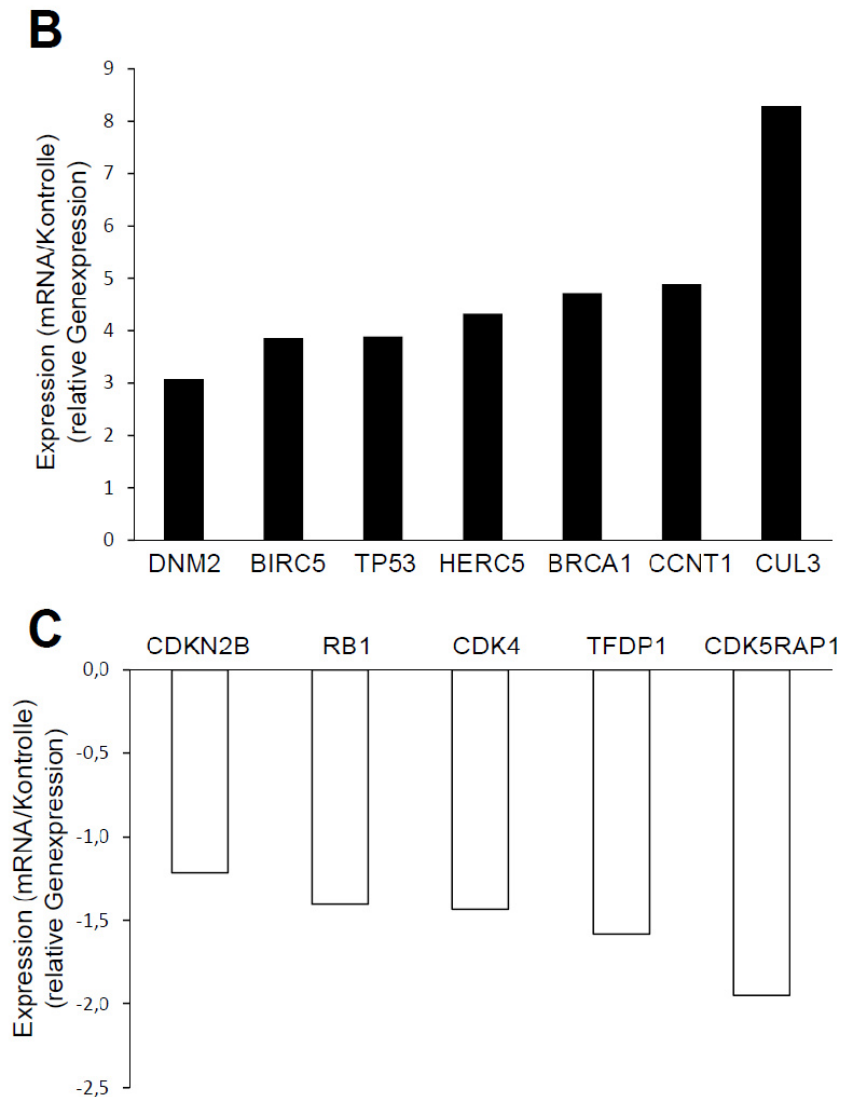 B
Expression (mRNA/Kontrolle)
(relative Genexpression)
9
8
7
6
5
4
3
2
1
0
DNM2 BIRC5 TP53 HERC5 BRCA1 CCNT1 CUL3
C
Expression (mRNA/Kontrolle)
(relative Genexpression)
CDKN2B RB1 CDK4 TFDP1 CDK5RAP1
0,0
-0,5
-1,0
-1,5
-2,0
-2,5